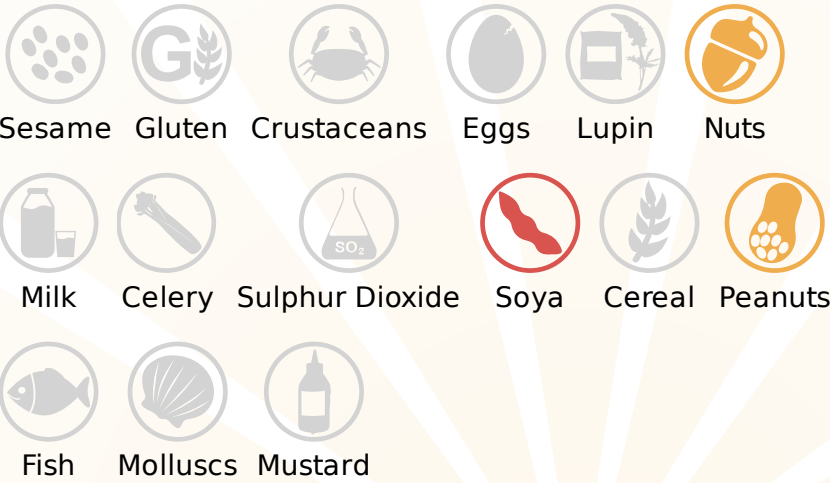 G
Sesame Gluten Crustaceans Eggs Lupin Nuts
SO₂
Milk Celery Sulphur Dioxide Soya Cereal Peanuts
Fish Molluscs Mustard